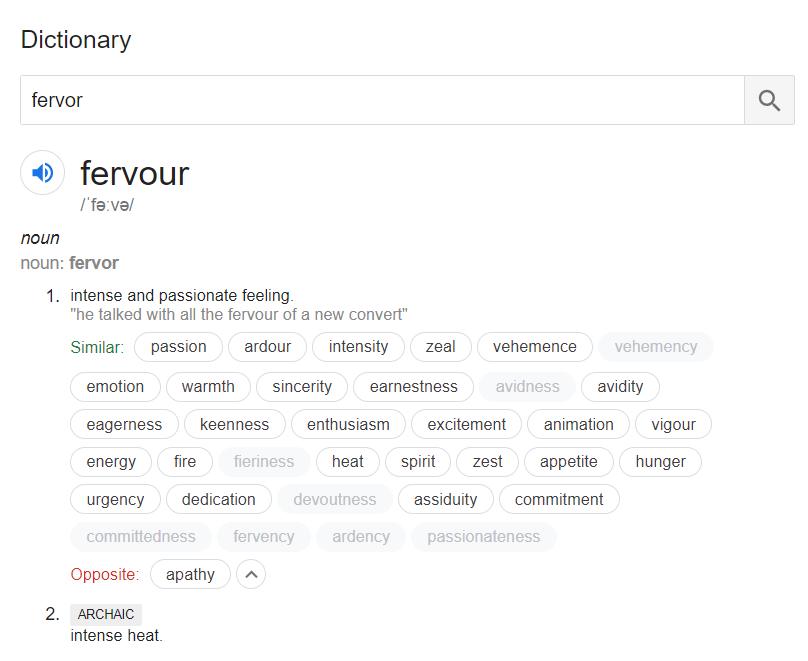 Dictionary
fervor
fervour
/ˈfəːvə/
noun
noun: fervor
1. intense and passionate feeling.
"he talked with all the fervour of a new convert"
Similar: passion ardour intensity zeal vehemence vehemency
emotion warmth sincerity earnestness avidness avidity
eagerness keenness enthusiasm excitement animation vigour
energy fire fieriness heat spirit zest appetite hunger
urgency dedication devoutness assiduity commitment
committedness fervency ardency passionateness
Opposite: apathy
2. ARCHAIC
intense heat.